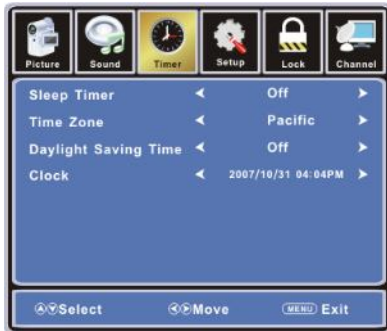 Picture Sound Timer Setup Lock Channel
Sleep Timer Off
Time Zone Pacific
Daylight Saving Time Off
Clock 2007/10/31 04:04PM
Select Move MENU Exit